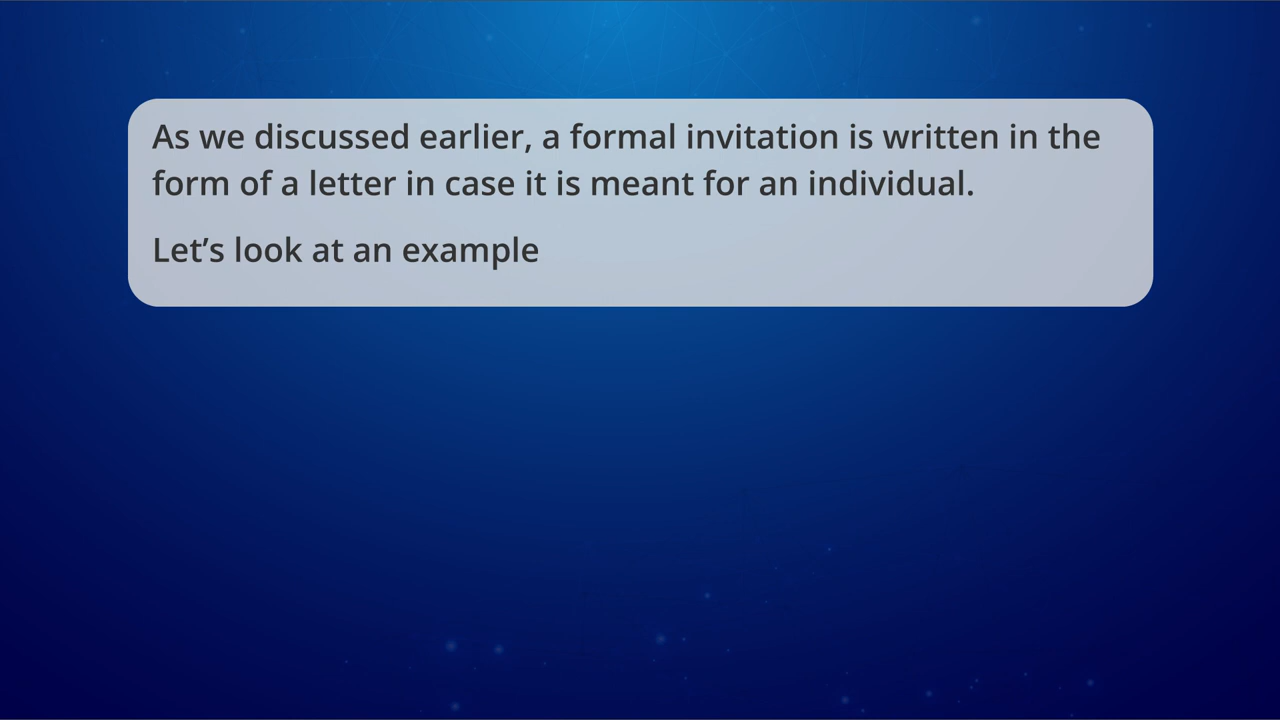 As we discussed earlier, a formal invitation is written in the
form of a letter in case it is meant for an individual.
Let’s look at an example